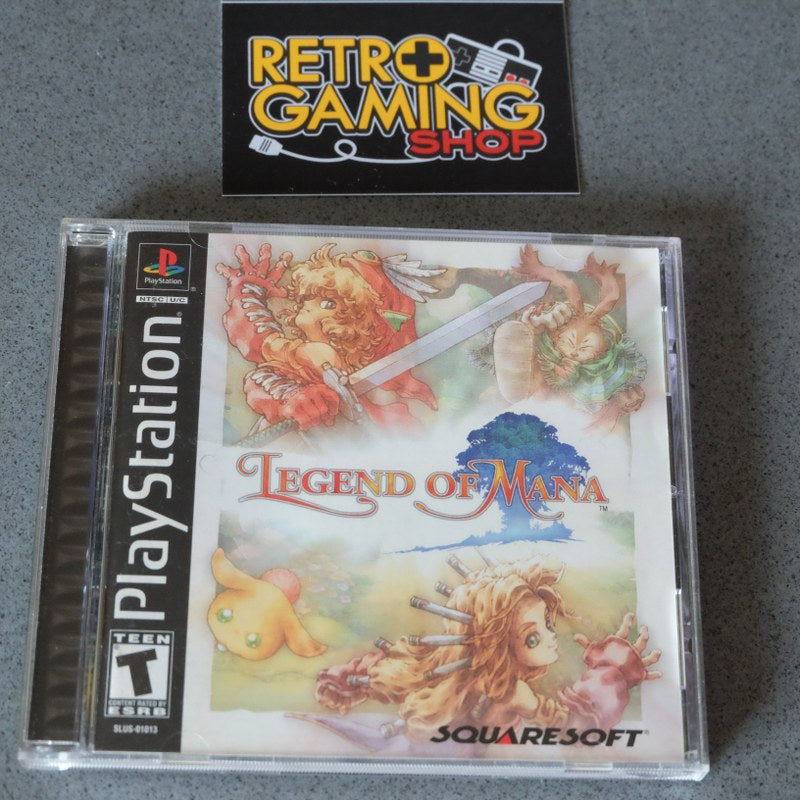 RETRO
GAMING
SHOP
PlayStation
NTSC U/C
PlayStation
LEGEND OF MANA
TM
TEEN
T
CONTENT RATED BY
ESRB
SLUS-01013
SQUARESOFT